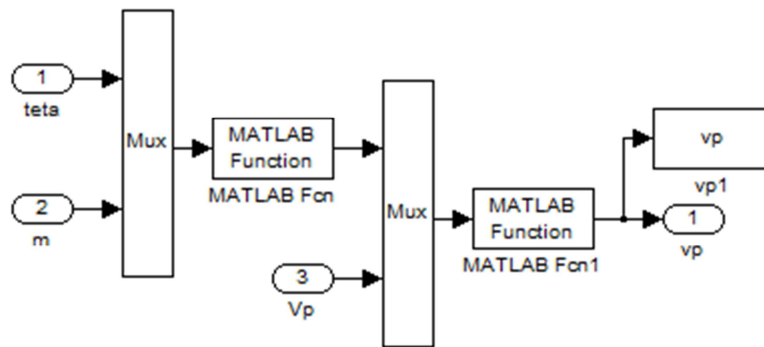 1
teta
2
m
Mux
MATLAB
Function
MATLAB Fcn
3
Vp
Mux
MATLAB
Function
MATLAB Fcn1
vp
vp1
1
vp